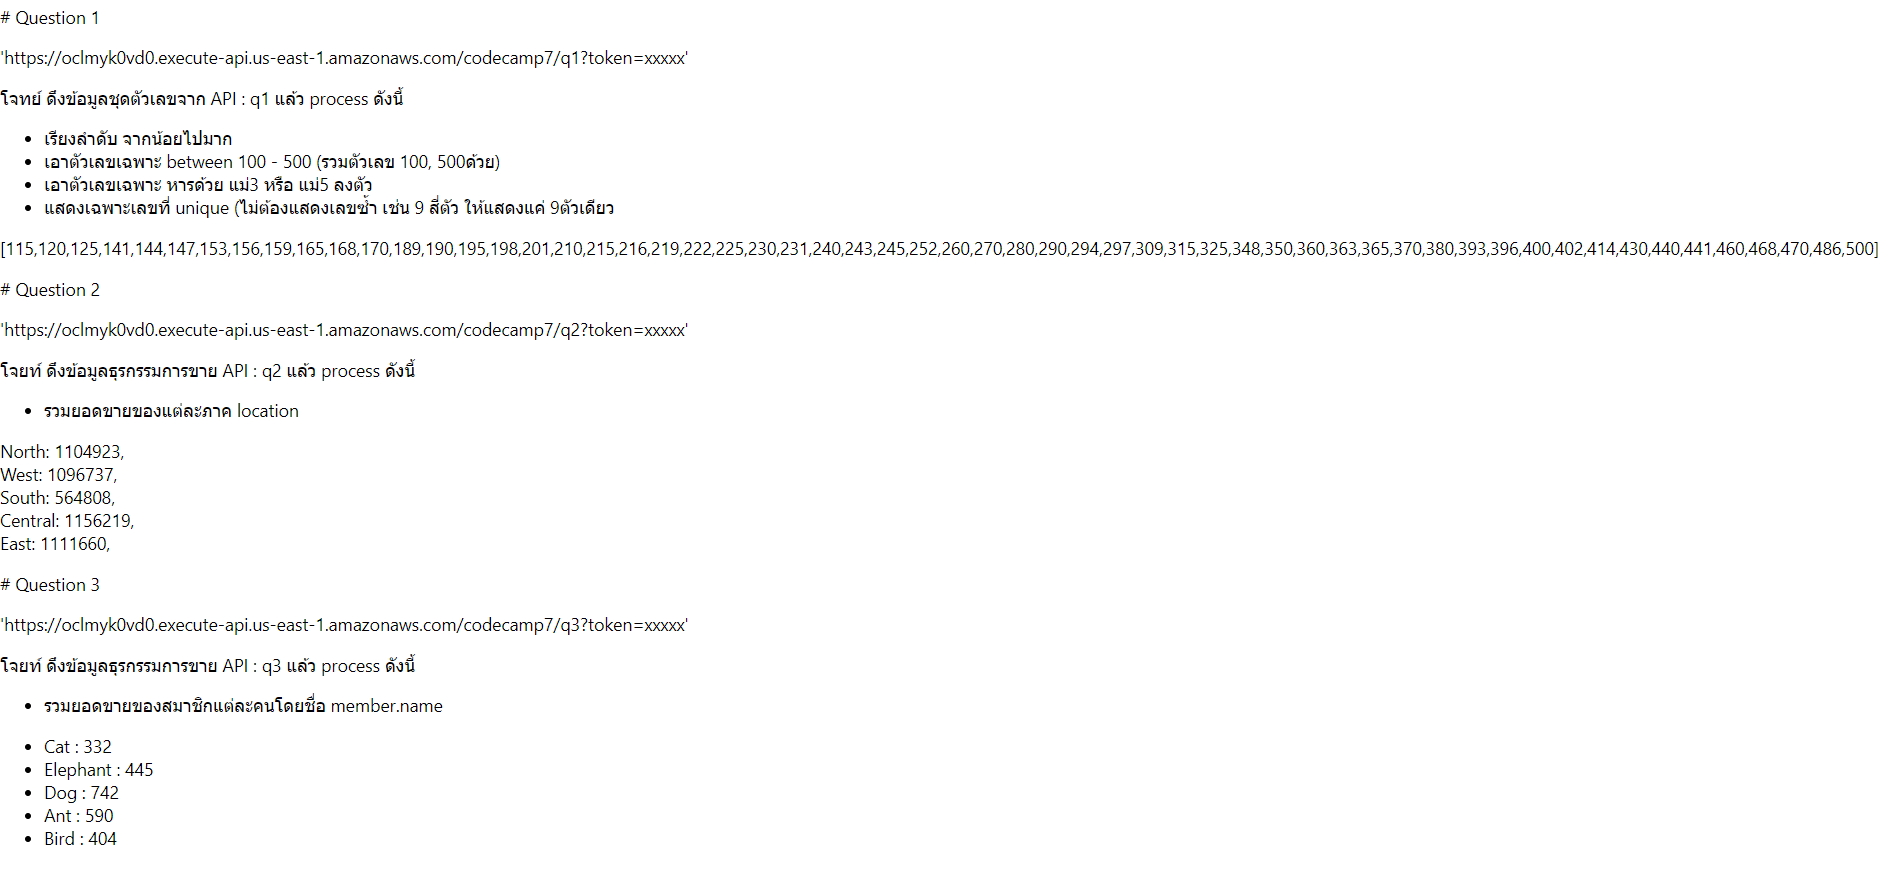 # Question 1
'https://oclmyk0vd0.execute-api.us-east-1.amazonaws.com/codecamp7/q1?token=xxxxx'
โจทย์ ดึงข้อมูลชุดตัวเลขจาก API : q1 แล้ว process ดังนี้
• เรียงลำดับ จากน้อยไปมาก
• เอาตัวเลขเฉพาะ between 100 - 500 (รวมตัวเลข 100, 500ด้วย)
• เอาตัวเลขเฉพาะ หารด้วย แม่3 หรือ แม่5 ลงตัว
• แสดงเฉพาะเลขที่ unique (ไม่ต้องแสดงเลขซ้ำ เช่น 9 สี่ตัว ให้แสดงแค่ 9ตัวเดียว
[115,120,125,141,144,147,153,156,159,165,168,170,189,190,195,198,201,210,215,216,219,222,225,230,231,240,243,245,252,260,270,280,290,294,297,309,315,325,348,350,360,363,365,370,380,393,396,400,402,414,430,440,441,460,468,470,486,500]
# Question 2
'https://oclmyk0vd0.execute-api.us-east-1.amazonaws.com/codecamp7/q2?token=xxxxx'
โจยท์ ดึงข้อมูลธุรกรรมการขาย API : q2 แล้ว process ดังนี้
• รวมยอดขายของแต่ละภาค location
North: 1104923,
West: 1096737,
South: 564808,
Central: 1156219,
East: 1111660,
# Question 3
'https://oclmyk0vd0.execute-api.us-east-1.amazonaws.com/codecamp7/q3?token=xxxxx'
โจยท์ ดึงข้อมูลธุรกรรมการขาย API : q3 แล้ว process ดังนี้
• รวมยอดขายของสมาชิกแต่ละคนโดยชื่อ member.name
• Cat : 332
• Elephant : 445
• Dog : 742
• Ant : 590
• Bird : 404